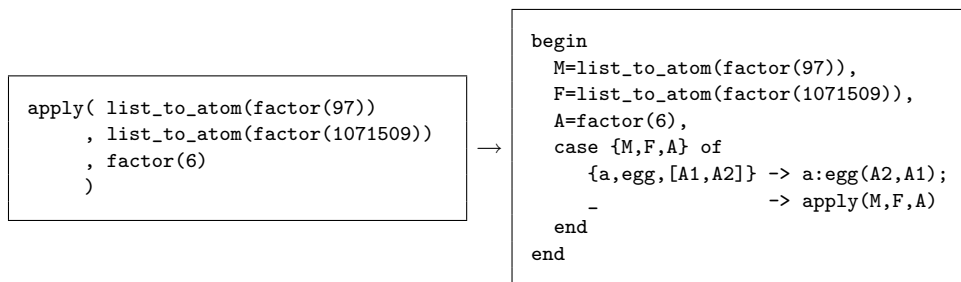 apply( list_to_atom(factor(97))
     , list_to_atom(factor(1071509))
     , factor(6)
     )
→
begin
  M=list_to_atom(factor(97)),
  F=list_to_atom(factor(1071509)),
  A=factor(6),
  case {M,F,A} of
     {a,egg,[A1,A2]} -> a:egg(A2,A1);
     _               -> apply(M,F,A)
  end
end